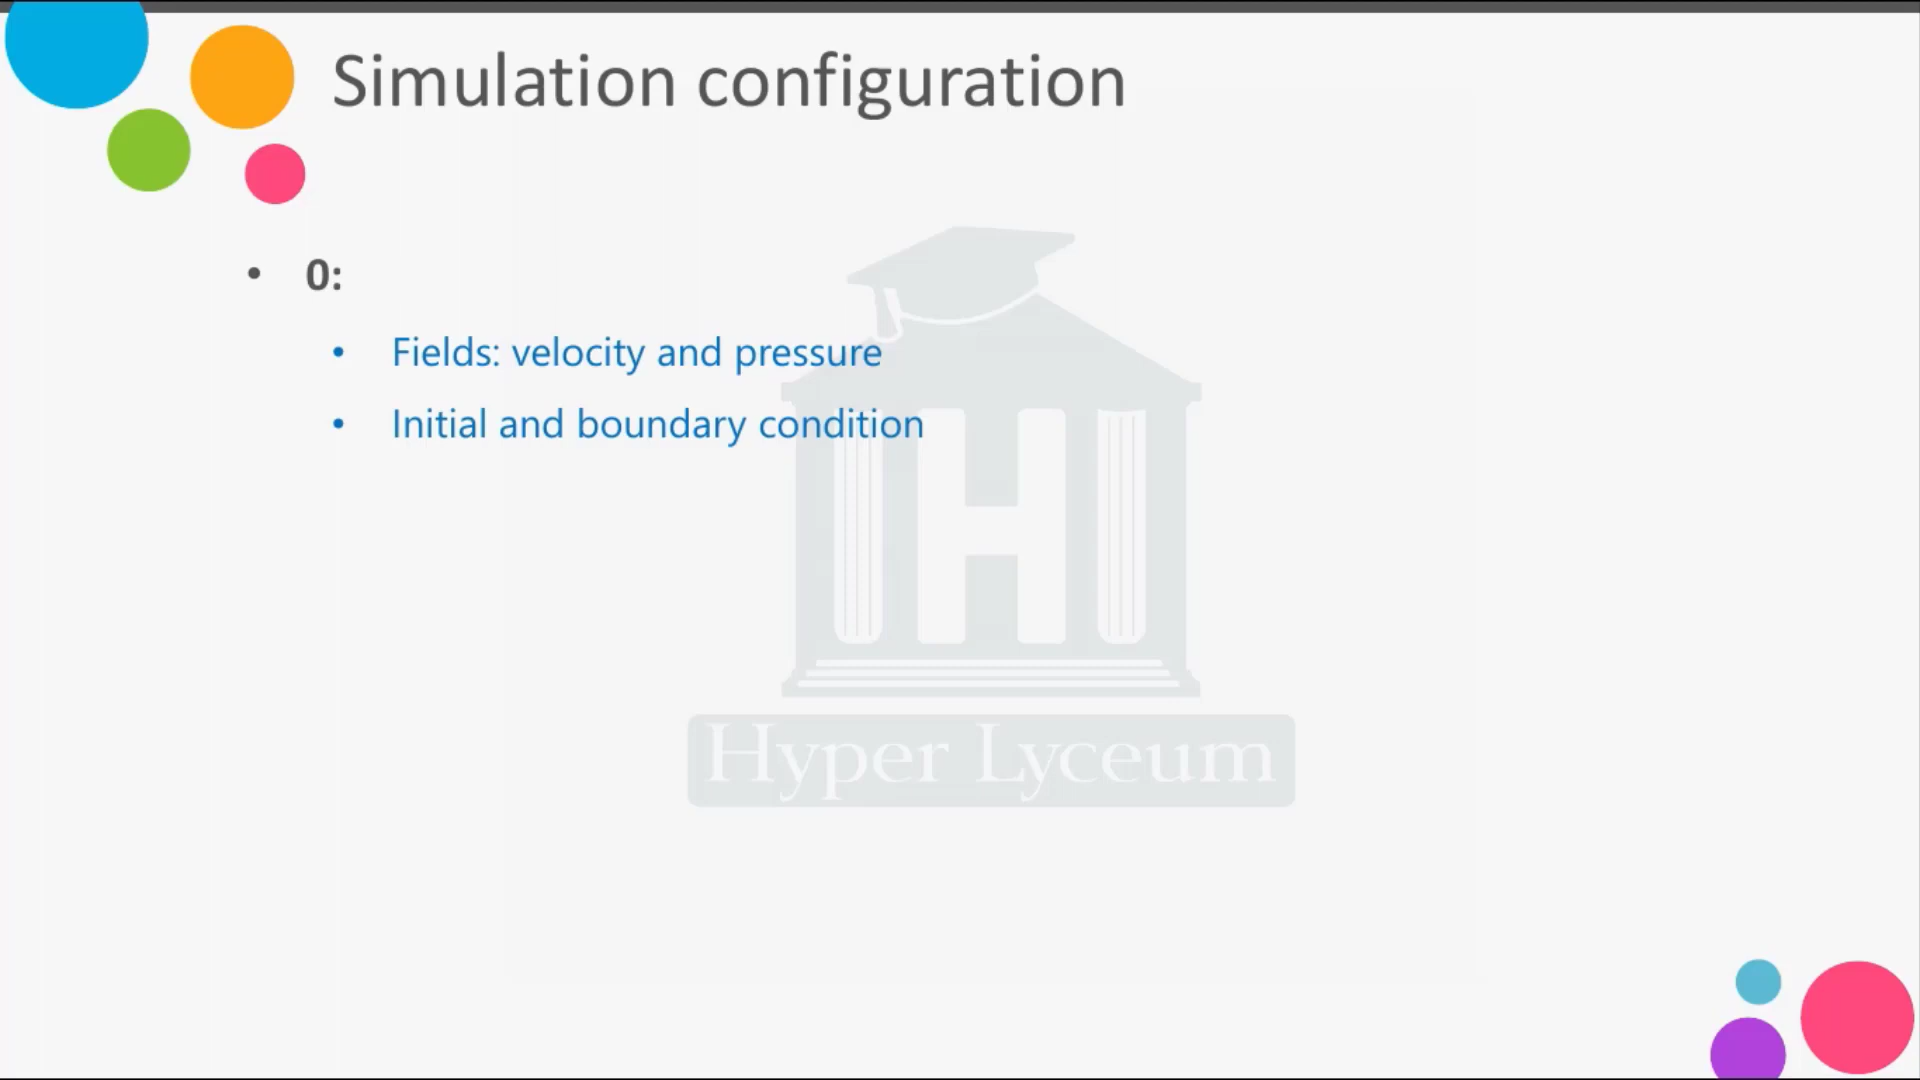 Simulation configuration
• 0:
• Fields: velocity and pressure
• Initial and boundary condition
H
Hyper Lyceum